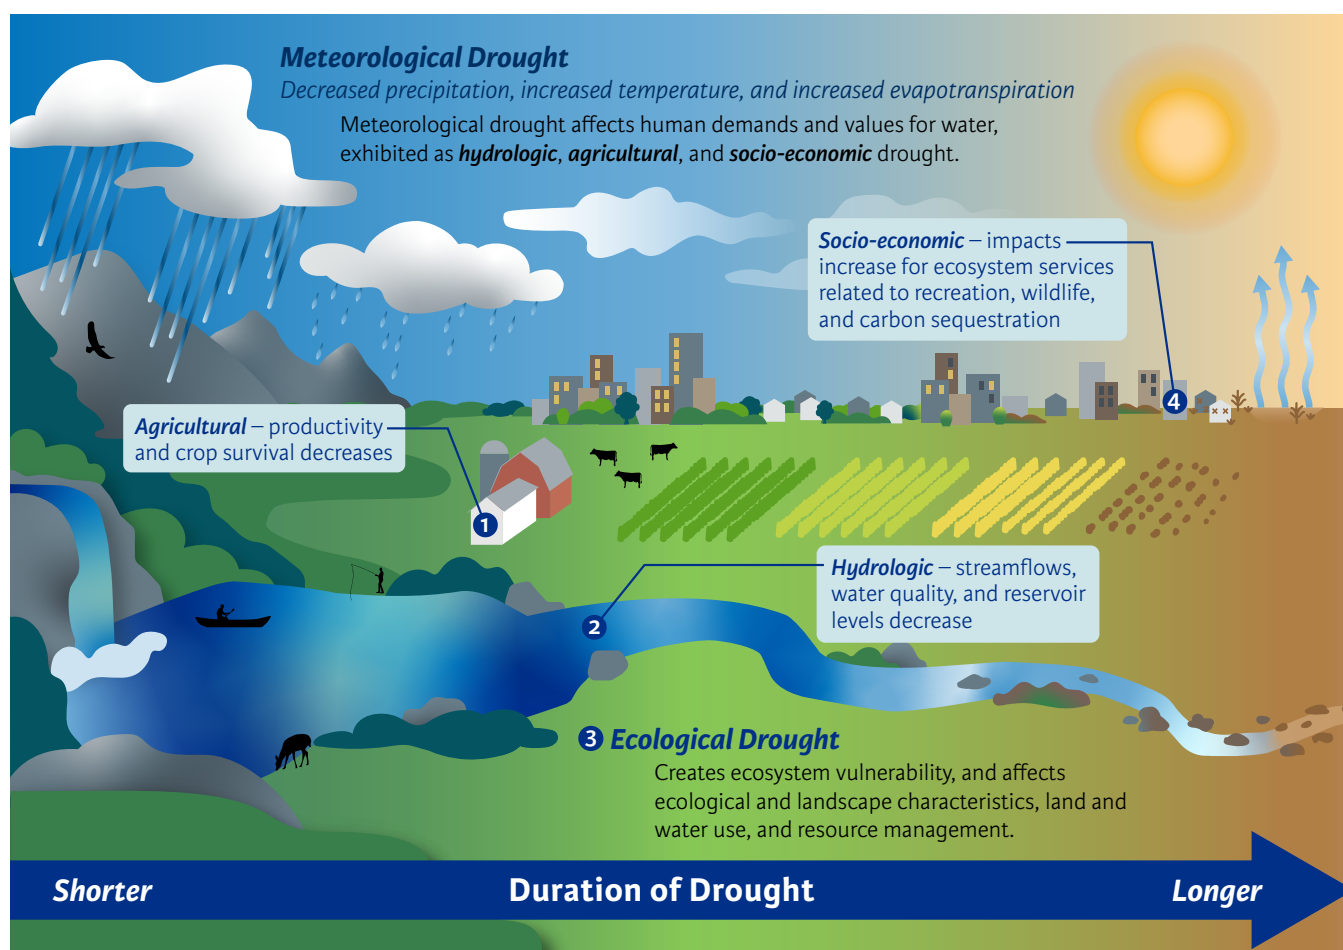 Meteorological Drought
Decreased precipitation, increased temperature, and increased evapotranspiration
Meteorological drought affects human demands and values for water,
exhibited as hydrologic, agricultural, and socio-economic drought.
Socio-economic – impacts
increase for ecosystem services
related to recreation, wildlife,
and carbon sequestration
4
Agricultural – productivity
and crop survival decreases
1
Hydrologic – streamflows,
water quality, and reservoir
levels decrease
2
3 Ecological Drought
Creates ecosystem vulnerability, and affects
ecological and landscape characteristics, land and
water use, and resource management.
Shorter Duration of Drought Longer